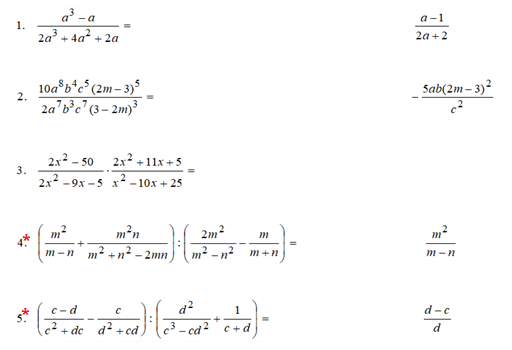 1. (a³ − a)/(2a³ + 4a² + 2a) = (a − 1)/(2a + 2)
2. (10a⁸b⁴c⁵(2m − 3)⁵)/(2a⁷b³c⁷(3 − 2m)³) = −(5ab(2m − 3)²)/(c²)
3. (2x² − 50)/(2x² − 9x − 5) · (2x² + 11x + 5)/(x² − 10x + 25) =
4.* ((m²)/(m − n) + (m²n)/(m² + n² − 2mn)) : ((2m²)/(m² − n²) − (m)/(m + n)) = (m²)/(m − n)
5.* ((c − d)/(c² + dc) − (c)/(d² + cd)) : ((d²)/(c³ − cd²) + (1)/(c + d)) = (d − c)/(d)